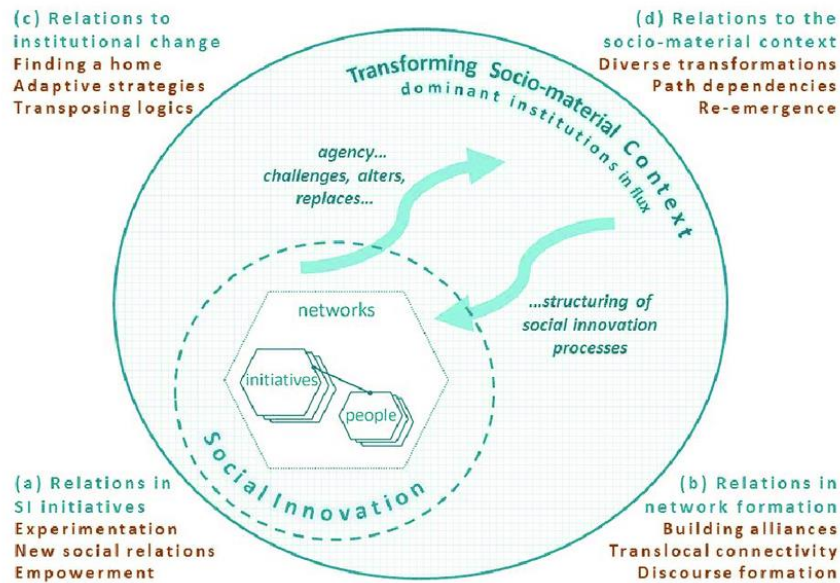 (c) Relations to
institutional change
Finding a home
Adaptive strategies
Transposing logics
(d) Relations to the
socio-material context
Diverse transformations
Path dependencies
Re-emergence
Transforming Socio-material Context
dominant institutions in flux
agency...
challenges, alters,
replaces...
...structuring of
social innovation
processes
networks
initiatives
people
Social Innovation
(a) Relations in
SI initiatives
Experimentation
New social relations
Empowerment
(b) Relations in
network formation
Building alliances
Translocal connectivity
Discourse formation